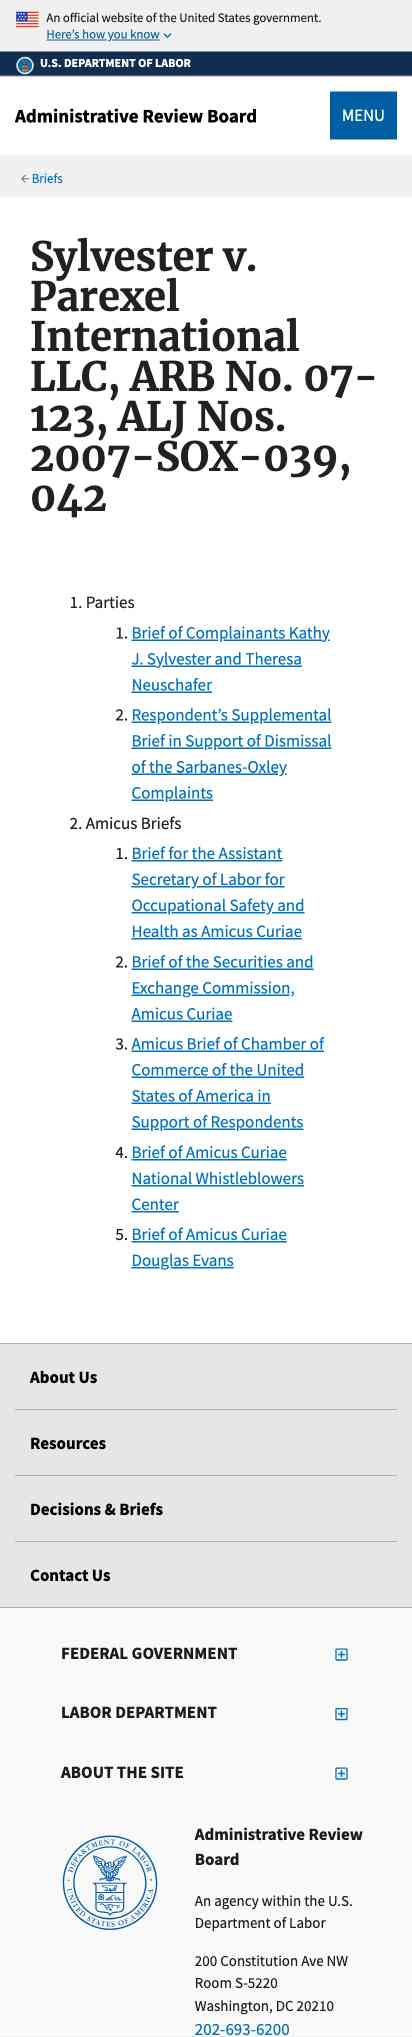 An official website of the United States government.
Here's how you know
U.S. DEPARTMENT OF LABOR
Administrative Review Board
MENU
Briefs
Sylvester v.
Parexel
International
LLC, ARB No. 07-
123, ALJ Nos.
2007-SOX-039,
042
1. Parties
1. Brief of Complainants Kathy
J. Sylvester and Theresa
Neuschafer
2. Respondent's Supplemental
Brief in Support of Dismissal
of the Sarbanes-Oxley
Complaints
2. Amicus Briefs
1. Brief for the Assistant
Secretary of Labor for
Occupational Safety and
Health as Amicus Curiae
2. Brief of the Securities and
Exchange Commission,
Amicus Curiae
3. Amicus Brief of Chamber of
Commerce of the United
States of America in
Support of Respondents
4. Brief of Amicus Curiae
National Whistleblowers
Center
5. Brief of Amicus Curiae
Douglas Evans
About Us
Resources
Decisions & Briefs
Contact Us
FEDERAL GOVERNMENT
LABOR DEPARTMENT
ABOUT THE SITE
DEPARTMENT OF LABOR
UNITED STATES OF AMERICA
Administrative Review
Board
An agency within the U.S.
Department of Labor
200 Constitution Ave NW
Room S-5220
Washington, DC 20210
202-693-6200